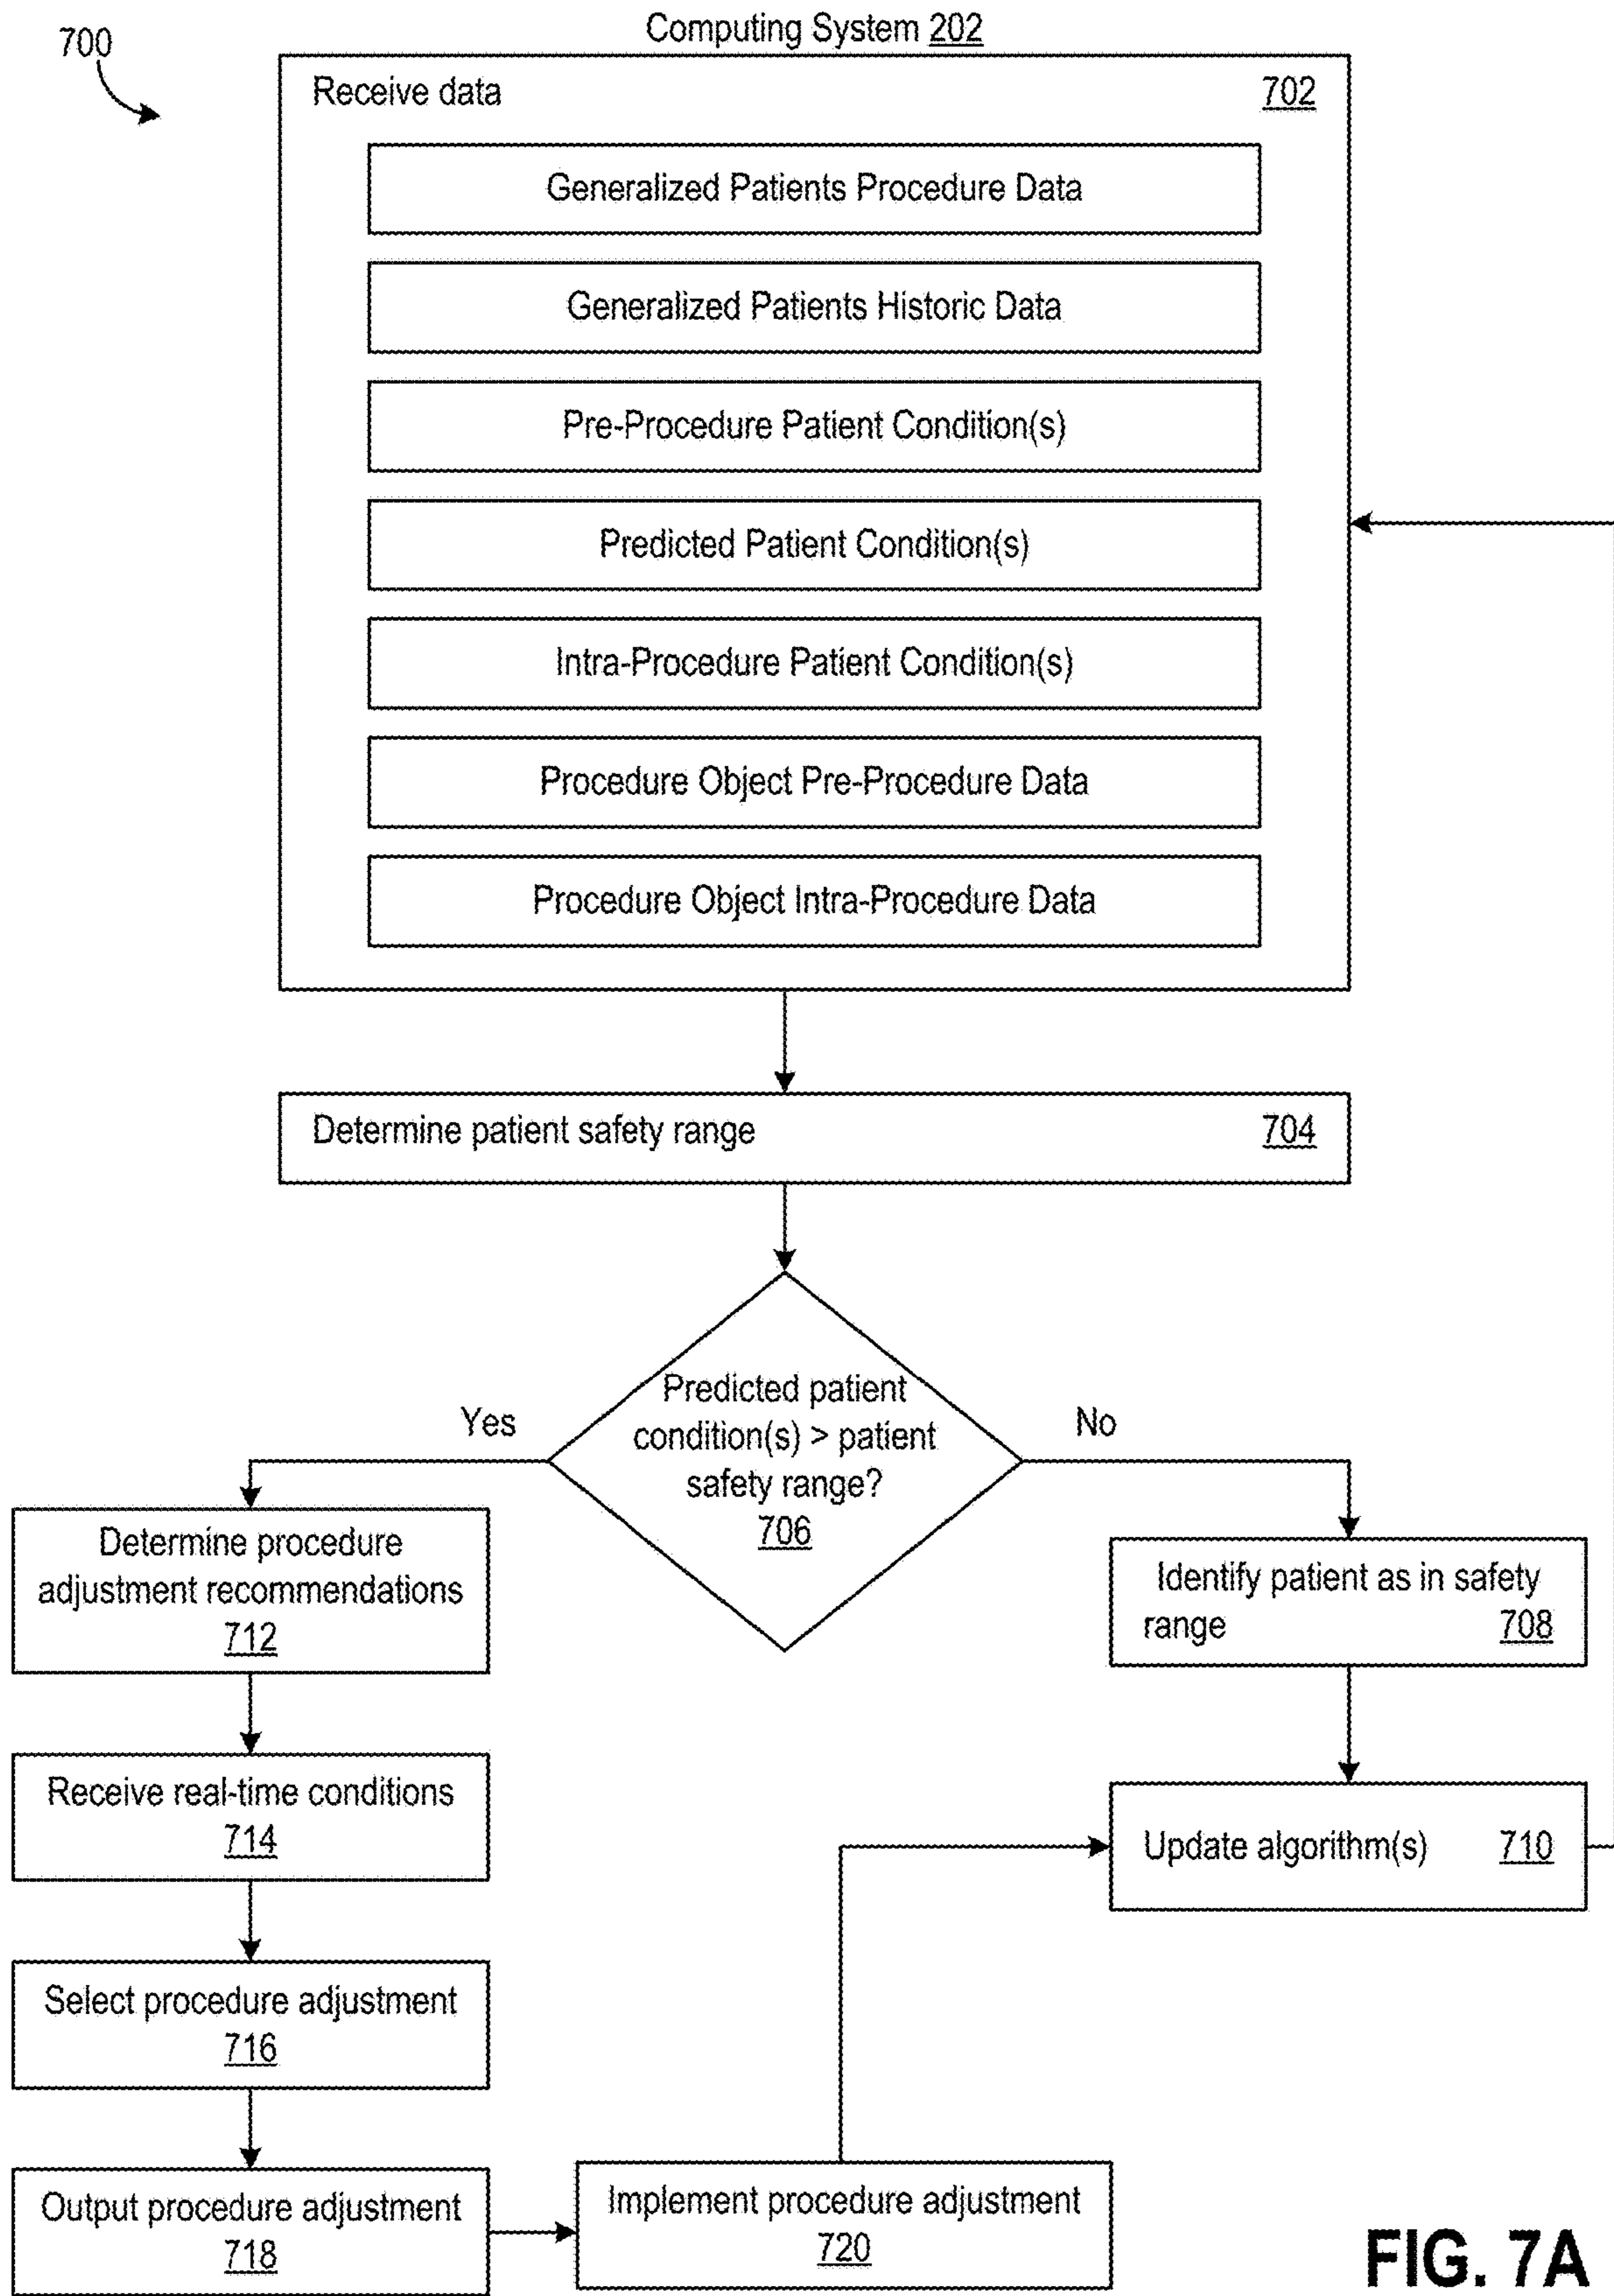 Computing System 202
700
Receive data 702
Generalized Patients Procedure Data
Generalized Patients Historic Data
Pre-Procedure Patient Condition(s)
Predicted Patient Condition(s)
Intra-Procedure Patient Condition(s)
Procedure Object Pre-Procedure Data
Procedure Object Intra-Procedure Data
Determine patient safety range 704
Predicted patient
condition(s) > patient
safety range?
706
Yes
No
Determine procedure
adjustment recommendations
712
Identify patient as in safety
range 708
Receive real-time conditions
714
Update algorithm(s) 710
Select procedure adjustment
716
Output procedure adjustment
718
Implement procedure adjustment
720
FIG. 7A